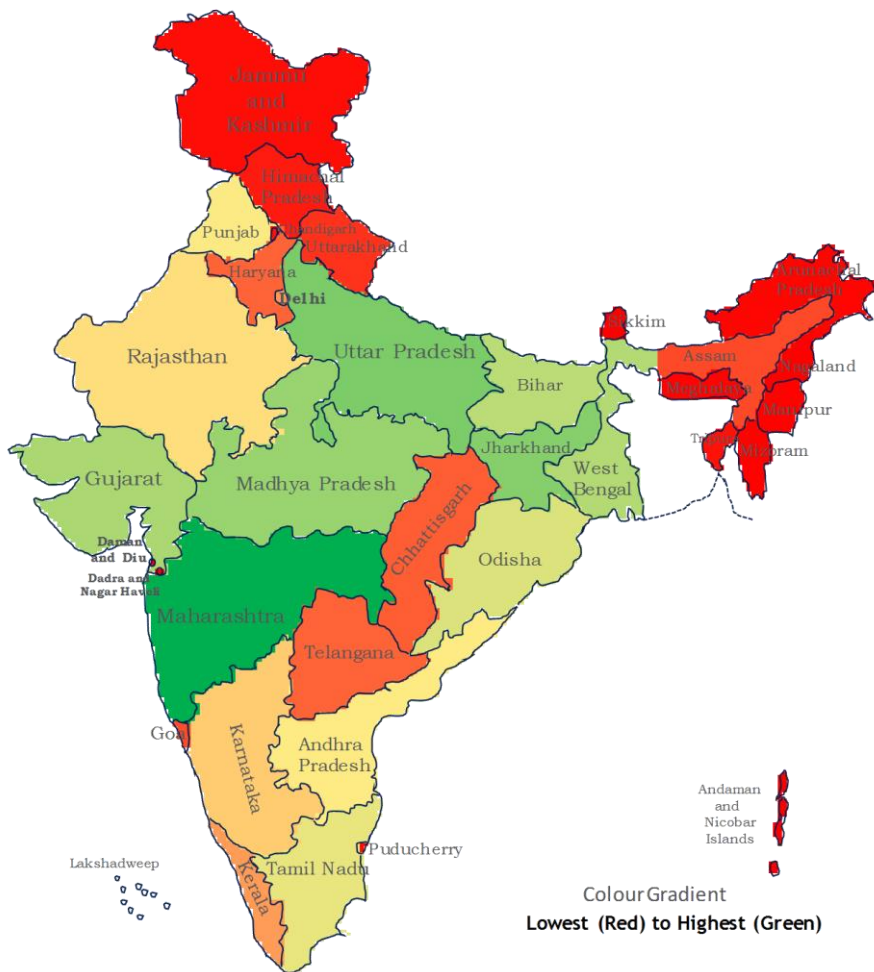 Jammu
and
Kashmir
Himachal
Pradesh
Chandigarh
Punjab
Uttarakhand
Haryana
Delhi
Arunachal
Pradesh
Sikkim
Rajasthan
Uttar Pradesh
Assam
Nagaland
Bihar
Meghalaya
Manipur
Tripura
Mizoram
Jharkhand
Gujarat
Madhya Pradesh
West
Bengal
Chhattisgarh
Daman
and Diu
Odisha
Dadra and
Nagar Haveli
Maharashtra
Telangana
Goa
Karnataka
Andhra
Pradesh
Andaman
and
Nicobar
Islands
Puducherry
Lakshadweep
Kerala
Tamil Nadu
Colour Gradient
Lowest (Red) to Highest (Green)